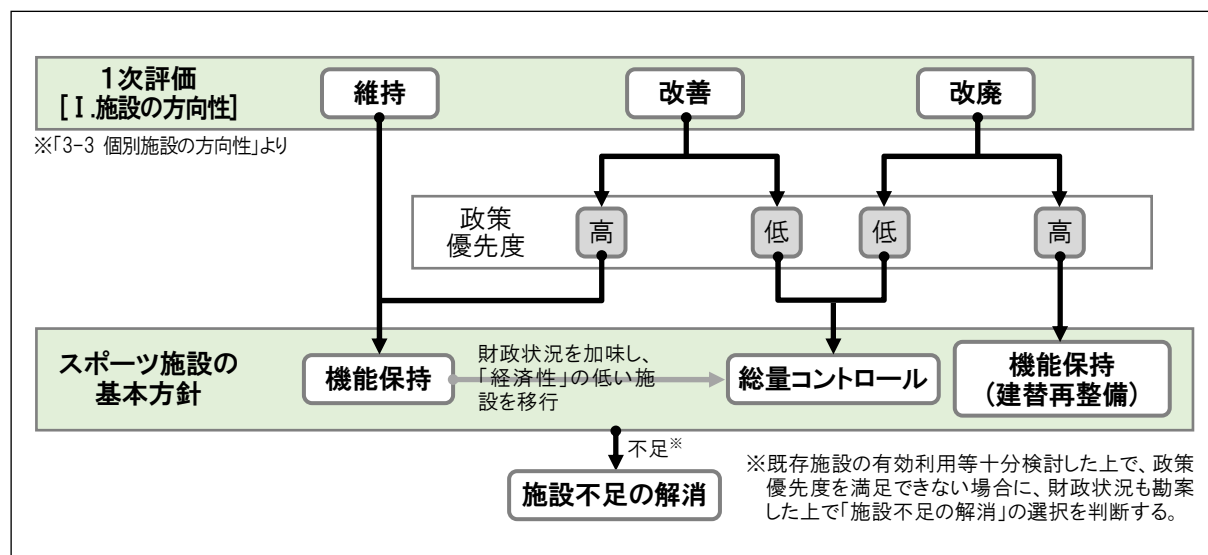 1次評価
[Ⅰ.施設の方向性]
維持
改善
改廃
※「3-3 個別施設の方向性」より
政策
優先度
高
低
低
高
スポーツ施設の
基本方針
機能保持
財政状況を加味し、
「経済性」の低い施
設を移行
総量コントロール
機能保持
(建替再整備)
不足※
施設不足の解消
※既存施設の有効利用等十分検討した上で、政策
優先度を満足できない場合に、財政状況も勘案
した上で「施設不足の解消」の選択を判断する。